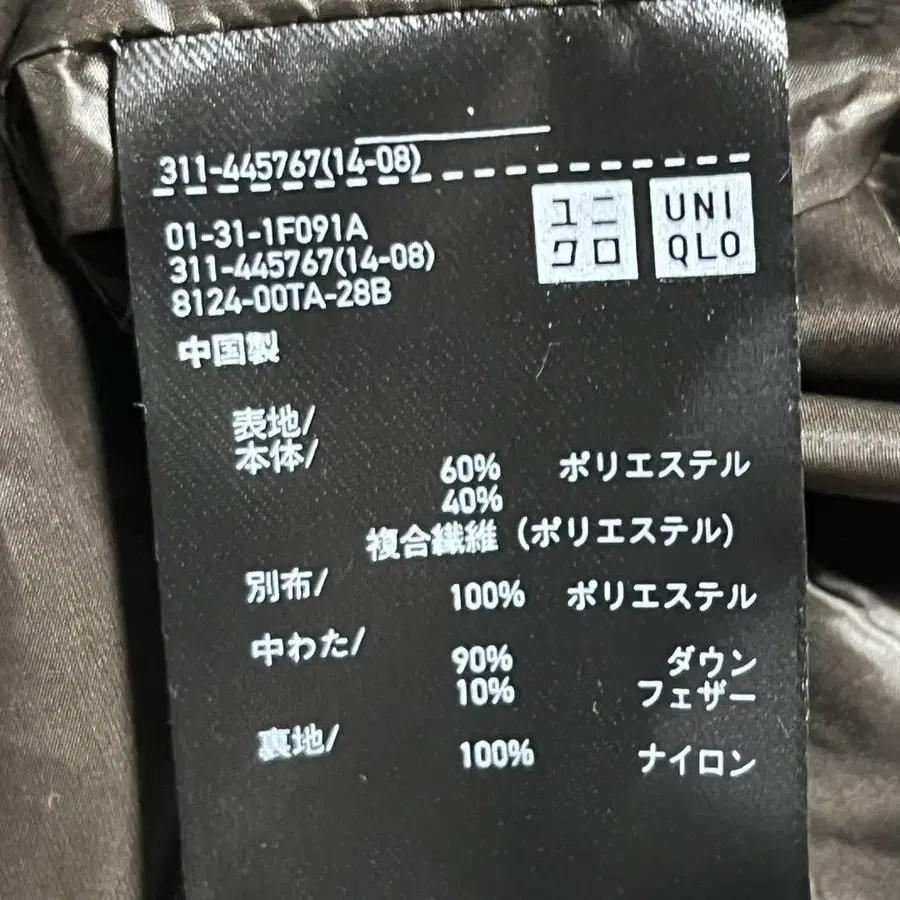 311-445767(14-08)
ユニ
クロ
UNI
QLO
01-31-1F091A
311-445767(14-08)
8124-00TA-28B
中国製
表地/
本体/
60% ポリエステル
40%
複合繊維 (ポリエステル)
別布/ 100% ポリエステル
中わた/ 90% ダウン
10% フェザー
裏地/ 100% ナイロン